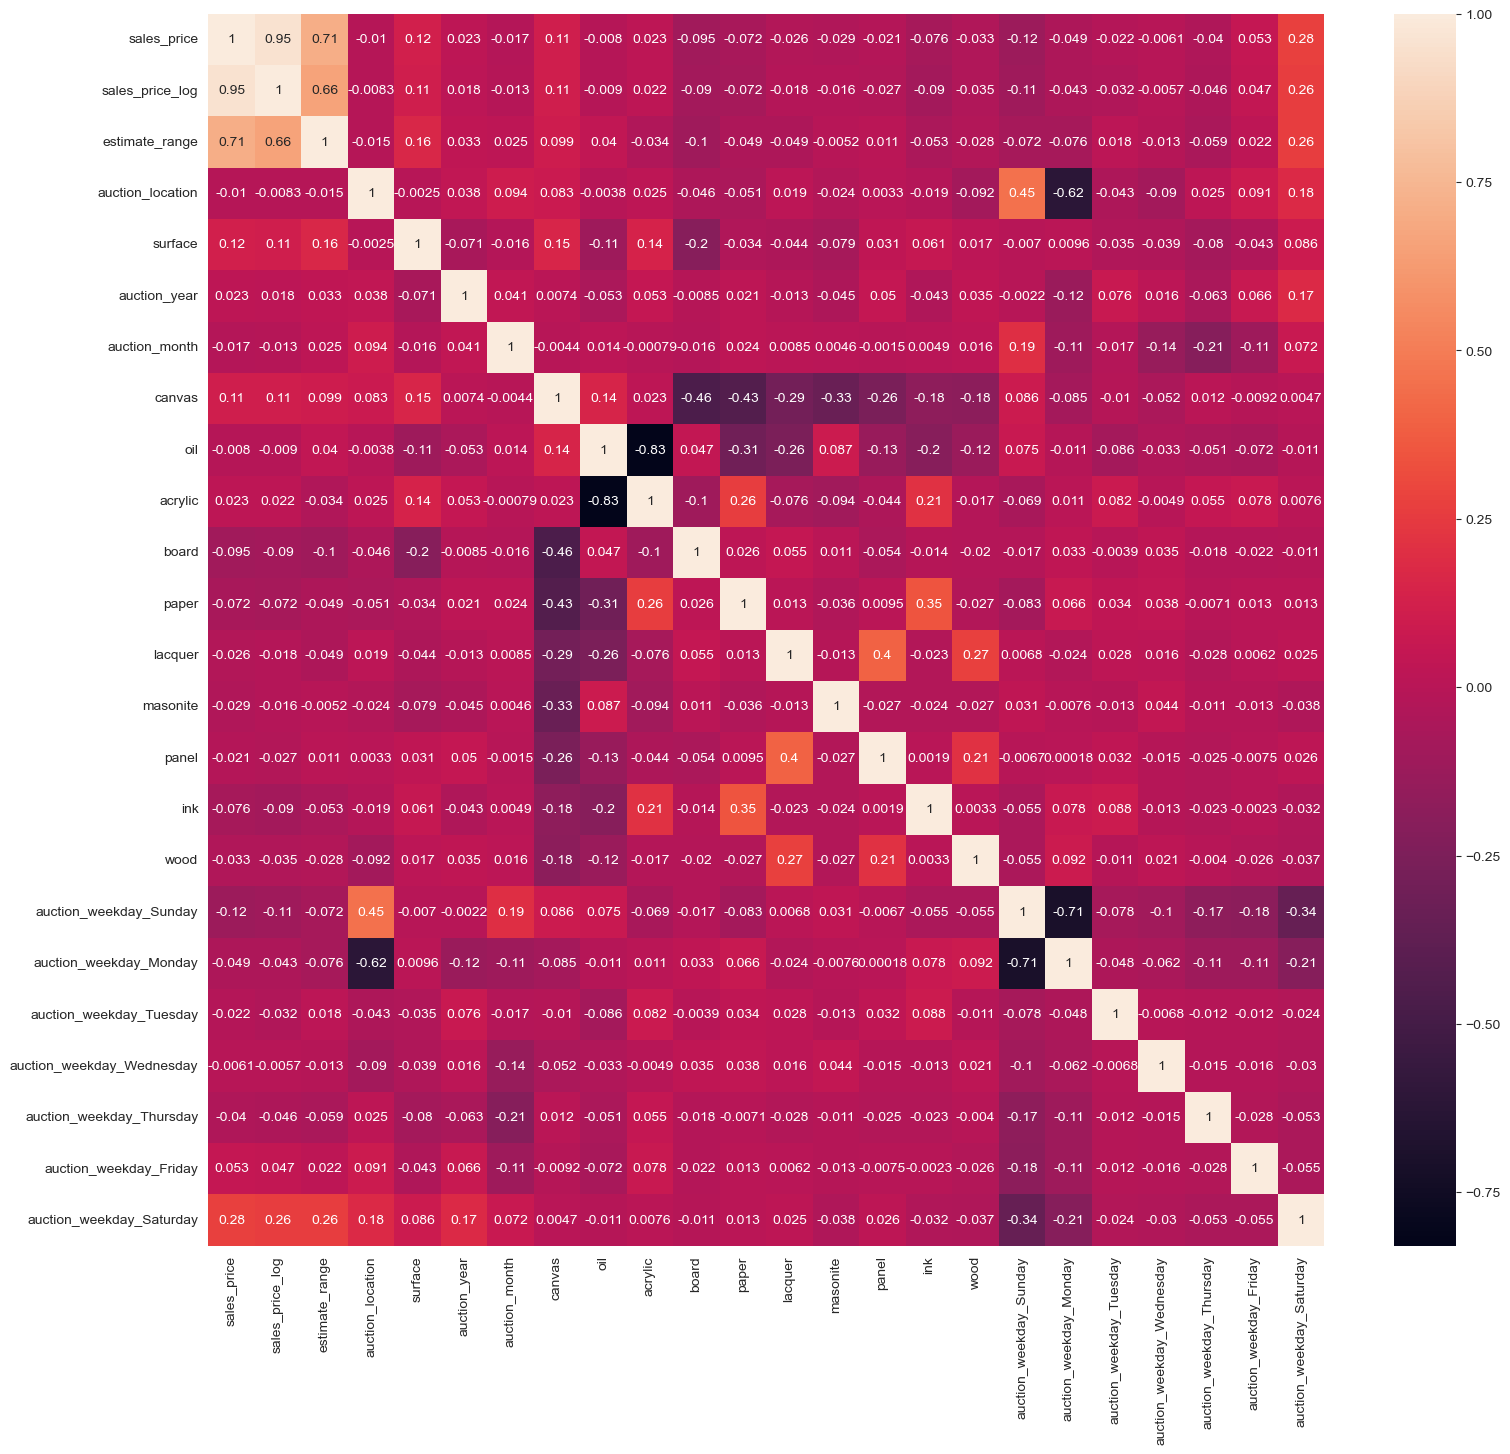 sales_price 1 0.95 0.71 -0.01 0.12 0.023 -0.017 0.11 -0.008 0.023 -0.095 -0.072 -0.026 -0.029 -0.021 -0.076 -0.033 -0.12 -0.049 -0.022 -0.0061 -0.04 0.053 0.28
sales_price_log 0.95 1 0.66 -0.0083 0.11 0.018 -0.013 0.11 -0.009 0.022 -0.09 -0.072 -0.018 -0.016 -0.027 -0.09 -0.035 -0.11 -0.043 -0.032 -0.0057 -0.046 0.047 0.26
estimate_range 0.71 0.66 1 -0.015 0.16 0.033 0.025 0.099 0.04 -0.034 -0.1 -0.049 -0.049 -0.0052 0.011 -0.053 -0.028 -0.072 -0.076 0.018 -0.013 -0.059 0.022 0.26
auction_location -0.01 -0.0083 -0.015 1 -0.0025 0.038 0.094 0.083 -0.0038 0.025 -0.046 -0.051 0.019 -0.024 0.0033 -0.019 -0.092 0.45 -0.62 -0.043 -0.09 0.025 0.091 0.18
surface 0.12 0.11 0.16 -0.0025 1 -0.071 -0.016 0.15 -0.11 0.14 -0.2 -0.034 -0.044 -0.079 0.031 0.061 0.017 -0.007 0.0096 -0.035 -0.039 -0.08 -0.043 0.086
auction_year 0.023 0.018 0.033 0.038 -0.071 1 0.041 0.0074 -0.053 0.053 -0.0085 0.021 -0.013 -0.045 0.05 -0.043 0.035 -0.0022 -0.12 0.076 0.016 -0.063 0.066 0.17
auction_month -0.017 -0.013 0.025 0.094 -0.016 0.041 1 -0.0044 0.014 -0.00079 -0.016 0.024 0.0085 0.0046 -0.0015 0.0049 0.016 0.19 -0.11 -0.017 -0.14 -0.21 -0.11 0.072
canvas 0.11 0.11 0.099 0.083 0.15 0.0074 -0.0044 1 0.14 0.023 -0.46 -0.43 -0.29 -0.33 -0.26 -0.18 -0.18 0.086 -0.085 -0.01 -0.052 0.012 -0.0092 0.0047
oil -0.008 -0.009 0.04 -0.0038 -0.11 -0.053 0.014 0.14 1 -0.83 0.047 -0.31 -0.26 0.087 -0.13 -0.2 -0.12 0.075 -0.011 -0.086 -0.033 -0.051 -0.072 -0.011
acrylic 0.023 0.022 -0.034 0.025 0.14 0.053 -0.00079 0.023 -0.83 1 -0.1 0.26 -0.076 -0.094 -0.044 0.21 -0.017 -0.069 0.011 0.082 -0.0049 0.055 0.078 0.0076
board -0.095 -0.09 -0.1 -0.046 -0.2 -0.0085 -0.016 -0.46 0.047 -0.1 1 0.026 0.055 0.011 -0.054 -0.014 -0.02 -0.017 0.033 -0.0039 0.035 -0.018 -0.022 -0.011
paper -0.072 -0.072 -0.049 -0.051 -0.034 0.021 0.024 -0.43 -0.31 0.26 0.026 1 0.013 -0.036 0.0095 0.35 -0.027 -0.083 0.066 0.034 0.038 -0.0071 0.013 0.013
lacquer -0.026 -0.018 -0.049 0.019 -0.044 -0.013 0.0085 -0.29 -0.26 -0.076 0.055 0.013 1 -0.013 0.4 -0.023 0.27 0.0068 -0.024 0.028 0.016 -0.028 0.0062 0.025
masonite -0.029 -0.016 -0.0052 -0.024 -0.079 -0.045 0.0046 -0.33 0.087 -0.094 0.011 -0.036 -0.013 1 -0.027 -0.024 -0.027 0.031 -0.0076 -0.013 0.044 -0.011 -0.013 -0.038
panel -0.021 -0.027 0.011 0.0033 0.031 0.05 -0.0015 -0.26 -0.13 -0.044 -0.054 0.0095 0.4 -0.027 1 0.0019 0.21 -0.0067 0.00018 0.032 -0.015 -0.025 -0.0075 0.026
ink -0.076 -0.09 -0.053 -0.019 0.061 -0.043 0.0049 -0.18 -0.2 0.21 -0.014 0.35 -0.023 -0.024 0.0019 1 0.0033 -0.055 0.078 0.088 -0.013 -0.023 -0.0023 -0.032
wood -0.033 -0.035 -0.028 -0.092 0.017 0.035 0.016 -0.18 -0.12 -0.017 -0.02 -0.027 0.27 -0.027 0.21 0.0033 1 -0.055 0.092 -0.011 0.021 -0.004 -0.026 -0.037
auction_weekday_Sunday -0.12 -0.11 -0.072 0.45 -0.007 -0.0022 0.19 0.086 0.075 -0.069 -0.017 -0.083 0.0068 0.031 -0.0067 -0.055 -0.055 1 -0.71 -0.078 -0.1 -0.17 -0.18 -0.34
auction_weekday_Monday -0.049 -0.043 -0.076 -0.62 0.0096 -0.12 -0.11 -0.085 -0.011 0.011 0.033 0.066 -0.024 -0.0076 0.00018 0.078 0.092 -0.71 1 -0.048 -0.062 -0.11 -0.11 -0.21
auction_weekday_Tuesday -0.022 -0.032 0.018 -0.043 -0.035 0.076 -0.017 -0.01 -0.086 0.082 -0.0039 0.034 0.028 -0.013 0.032 0.088 -0.011 -0.078 -0.048 1 -0.0068 -0.012 -0.012 -0.024
auction_weekday_Wednesday -0.0061 -0.0057 -0.013 -0.09 -0.039 0.016 -0.14 -0.052 -0.033 -0.0049 0.035 0.038 0.016 0.044 -0.015 -0.013 0.021 -0.1 -0.062 -0.0068 1 -0.015 -0.016 -0.03
auction_weekday_Thursday -0.04 -0.046 -0.059 0.025 -0.08 -0.063 -0.21 0.012 -0.051 0.055 -0.018 -0.0071 -0.028 -0.011 -0.025 -0.023 -0.004 -0.17 -0.11 -0.012 -0.015 1 -0.028 -0.053
auction_weekday_Friday 0.053 0.047 0.022 0.091 -0.043 0.066 -0.11 -0.0092 -0.072 0.078 -0.022 0.013 0.0062 -0.013 -0.0075 -0.0023 -0.026 -0.18 -0.11 -0.012 -0.016 -0.028 1 -0.055
auction_weekday_Saturday 0.28 0.26 0.26 0.18 0.086 0.17 0.072 0.0047 -0.011 0.0076 -0.011 0.013 0.025 -0.038 0.026 -0.032 -0.037 -0.34 -0.21 -0.024 -0.03 -0.053 -0.055 1
sales_price
sales_price_log
estimate_range
auction_location
surface
auction_year
auction_month
canvas
oil
acrylic
board
paper
lacquer
masonite
panel
ink
wood
auction_weekday_Sunday
auction_weekday_Monday
auction_weekday_Tuesday
auction_weekday_Wednesday
auction_weekday_Thursday
auction_weekday_Friday
auction_weekday_Saturday
1.00
0.75
0.50
0.25
0.00
−0.25
−0.50
−0.75